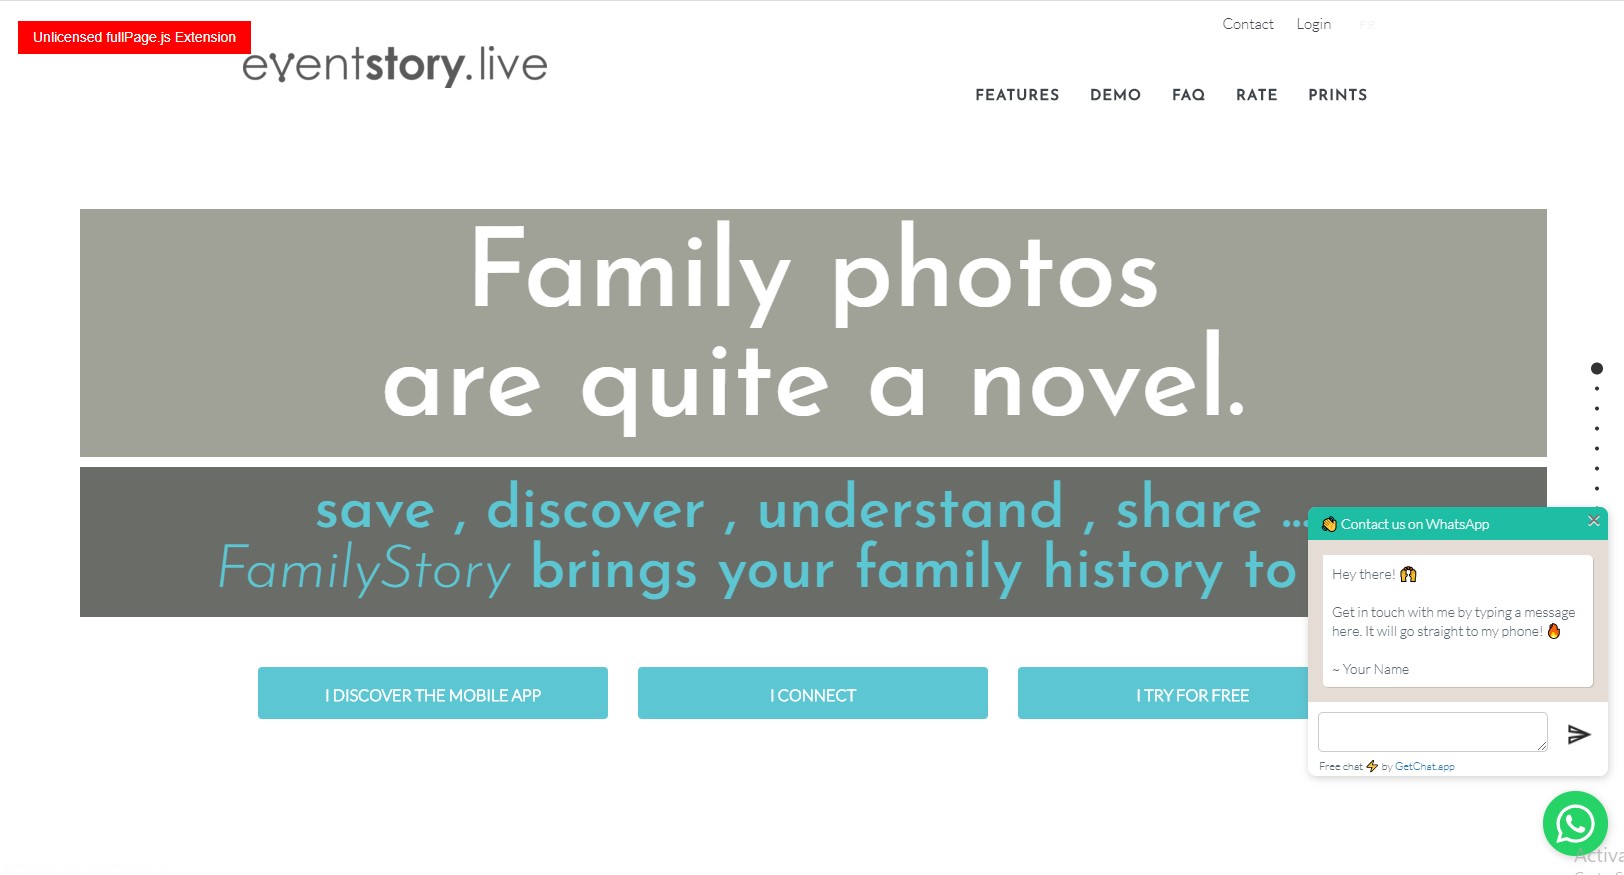 Unlicensed fullPage.js Extension
Contact Login
eventstory.live
FEATURES DEMO FAQ RATE PRINTS
Family photos
are quite a novel.
save , discover , understand , share ...
FamilyStory brings your family history to
I DISCOVER THE MOBILE APP
I CONNECT
I TRY FOR FREE
Contact us on WhatsApp
Hey there!
Get in touch with me by typing a message
here. It will go straight to my phone!
~ Your Name
Free chat ⚡ by GetChat.app
Activa